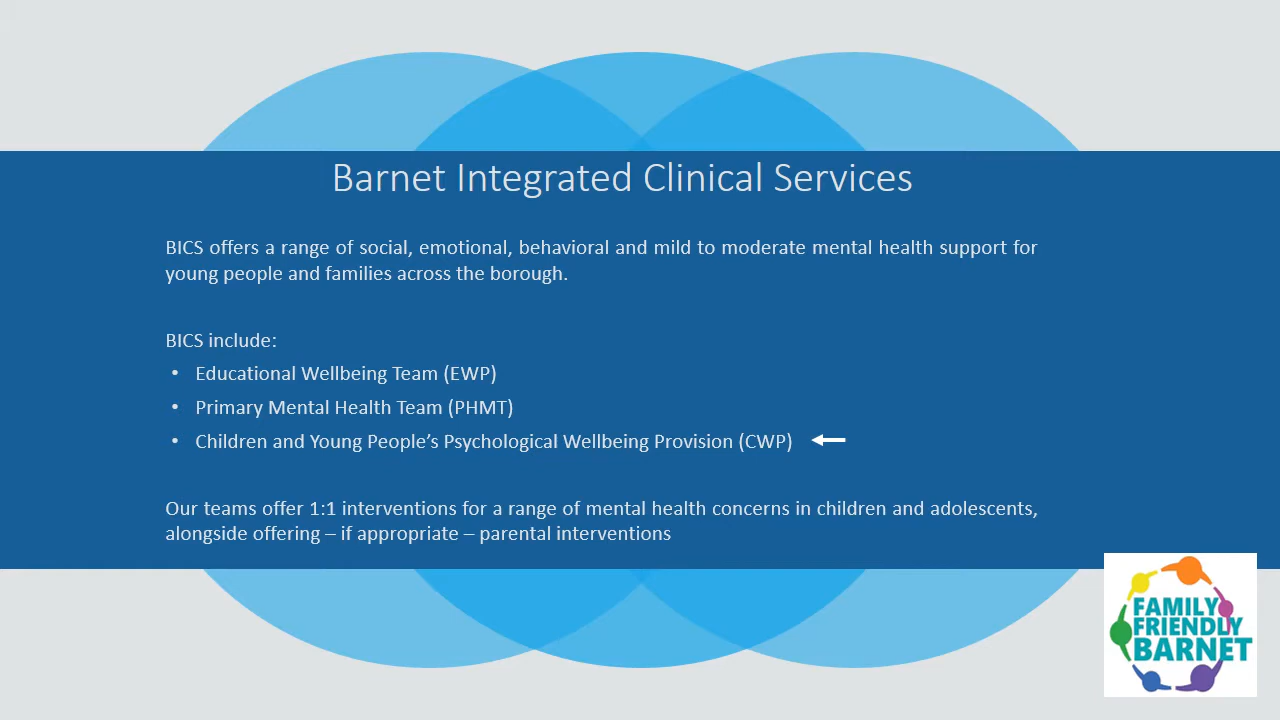 Barnet Integrated Clinical Services
BICS offers a range of social, emotional, behavioral and mild to moderate mental health support for
young people and families across the borough.
BICS include:
• Educational Wellbeing Team (EWP)
• Primary Mental Health Team (PHMT)
• Children and Young People's Psychological Wellbeing Provision (CWP)
Our teams offer 1:1 interventions for a range of mental health concerns in children and adolescents,
alongside offering – if appropriate – parental interventions
FAMILY
FRIENDLY
BARNET